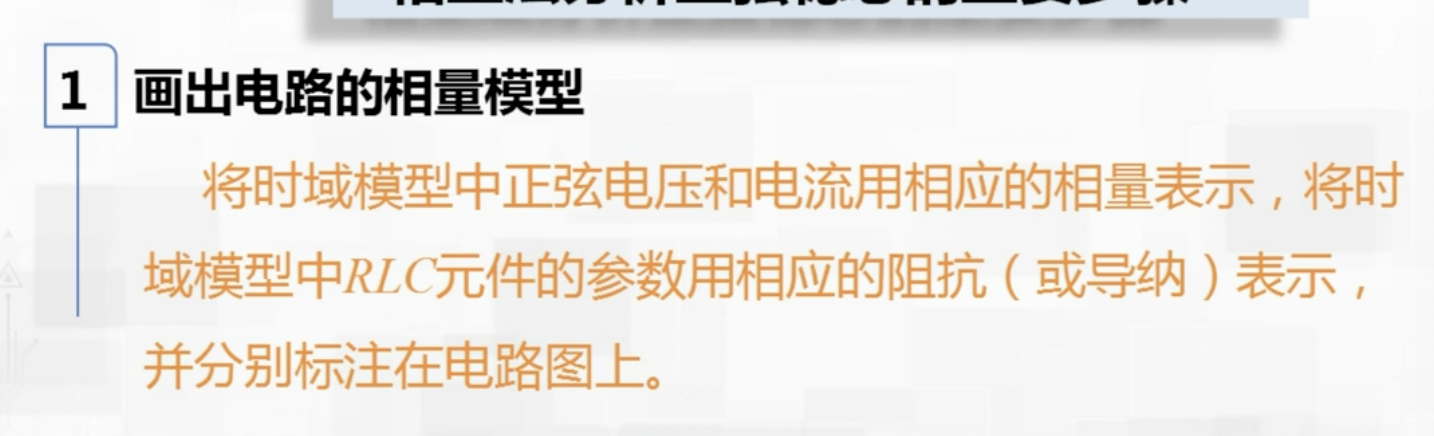 1 画出电路的相量模型
将时域模型中正弦电压和电流用相应的相量表示，将时
域模型中RLC元件的参数用相应的阻抗（或导纳）表示，
并分别标注在电路图上。